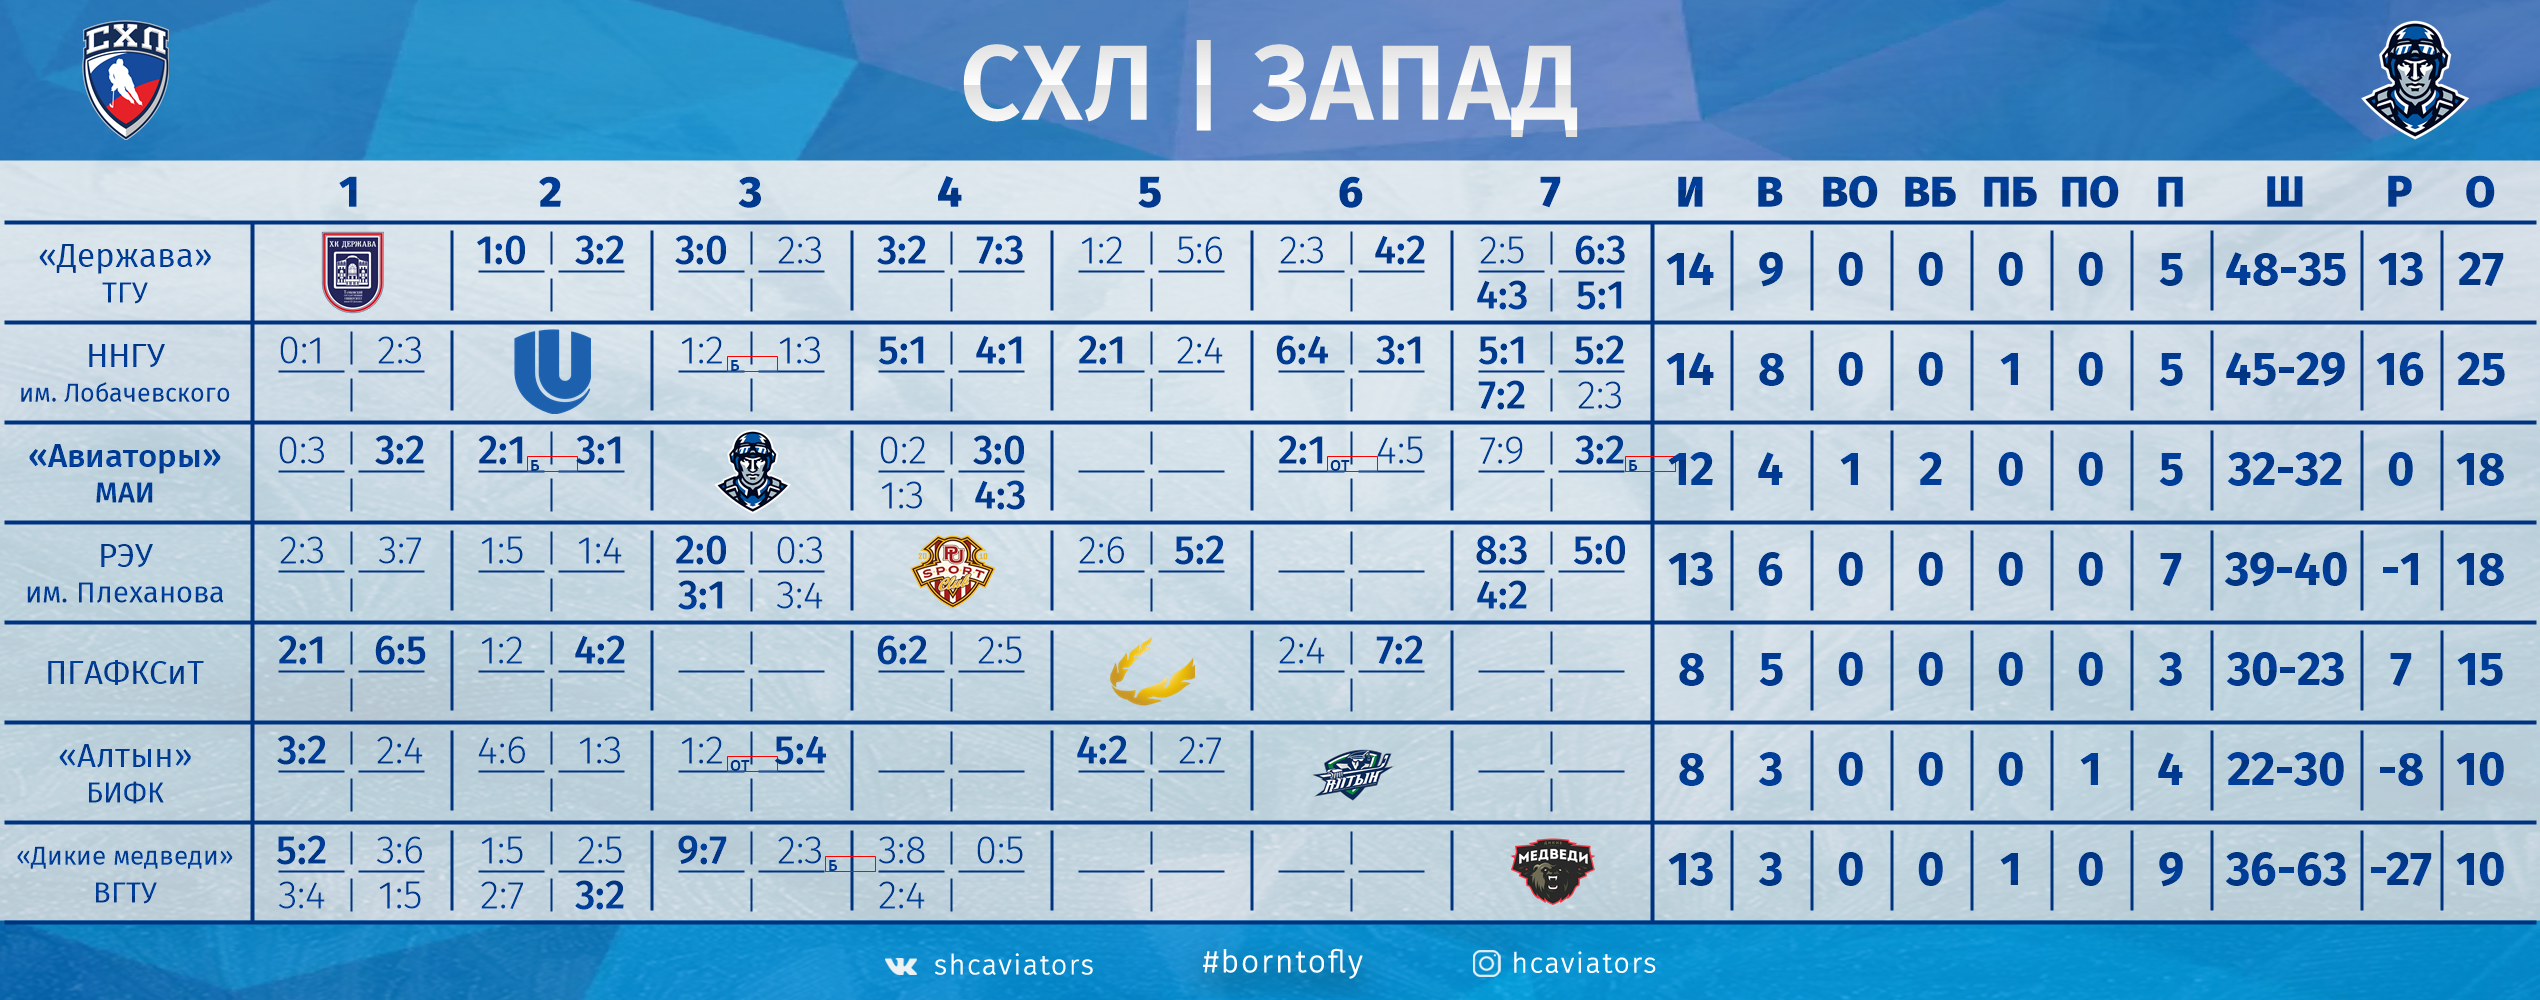 СХЛ
СХЛ | ЗАПАД
1 2 3 4 5 6 7 И В ВО ВБ ПБ ПО П Ш Р О
«Держава» ХК ДЕРЖАВА 1:0 3:2 3:0 2:3 3:2 7:3 1:2 5:6 2:3 4:2 2:5 6:3
ТГУ 4:3 5:1 14 9 0 0 0 0 5 48-35 13 27
ННГУ 0:1 2:3 1:2 Б 1:3 5:1 4:1 2:1 2:4 6:4 3:1 5:1 5:2
им. Лобачевского 7:2 2:3 14 8 0 0 1 0 5 45-29 16 25
«Авиаторы» 0:3 3:2 2:1 Б 3:1 0:2 3:0 2:1 ОТ 4:5 7:9 3:2 Б
МАИ 1:3 4:3 12 4 1 2 0 0 5 32-32 0 18
РЭУ 2:3 3:7 1:5 1:4 2:0 0:3 2:6 5:2 8:3 5:0
им. Плеханова 3:1 3:4 SPORT Club 4:2 13 6 0 0 0 0 7 39-40 -1 18
ПГАФКСиТ 2:1 6:5 1:2 4:2 6:2 2:5 2:4 7:2 8 5 0 0 0 0 3 30-23 7 15
«Алтын» 3:2 2:4 4:6 1:3 1:2 ОТ 5:4 4:2 2:7 АЛТЫН
БИФК 8 3 0 0 0 1 4 22-30 -8 10
«Дикие медведи» 5:2 3:6 1:5 2:5 9:7 2:3 Б 3:8 0:5 МЕДВЕДИ
ВГТУ 3:4 1:5 2:7 3:2 2:4 13 3 0 0 1 0 9 36-63 -27 10
shcaviators #borntofly hcaviators